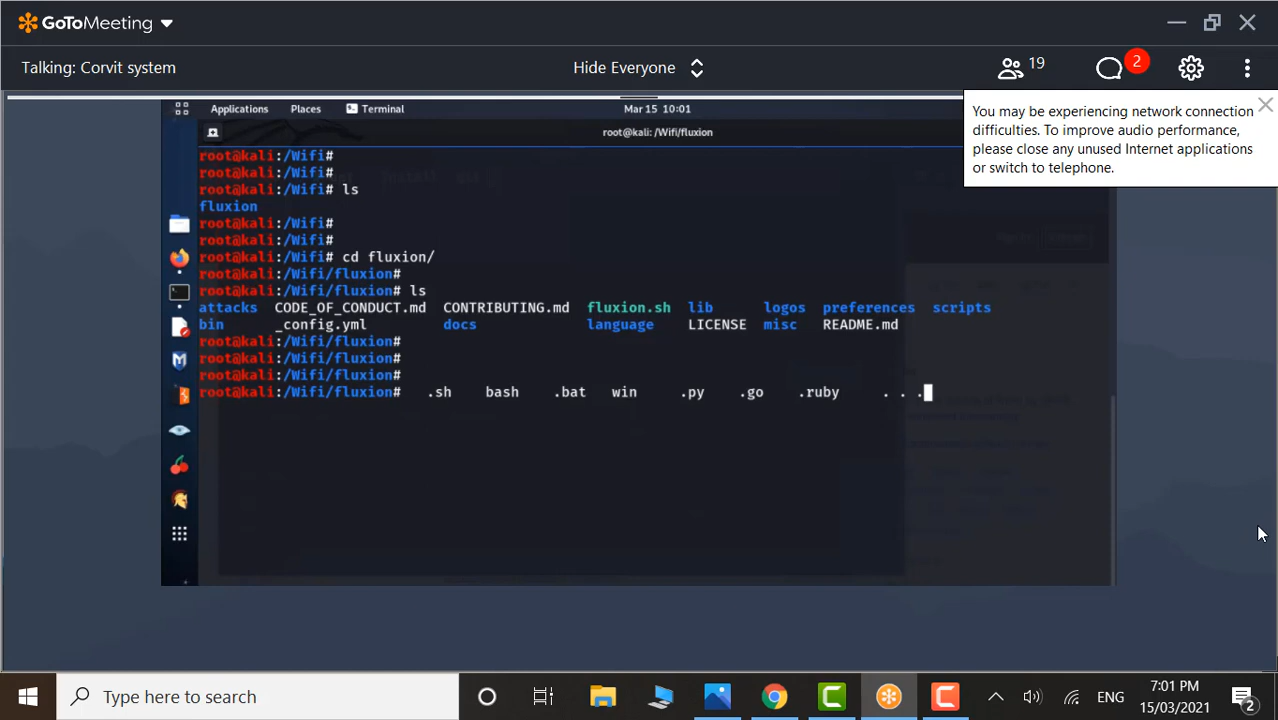 GoToMeeting
Talking: Corvit system
Hide Everyone
19
2
You may be experiencing network connection
difficulties. To improve audio performance,
please close any unused Internet applications
or switch to telephone.
Applications Places Terminal Mar 15 10:01
root@kali: /Wifi/fluxion
root@kali:/Wifi#
root@kali:/Wifi#
root@kali:/Wifi# ls
fluxion
root@kali:/Wifi#
root@kali:/Wifi#
root@kali:/Wifi# cd fluxion/
root@kali:/Wifi/fluxion#
root@kali:/Wifi/fluxion# ls
attacks CODE_OF_CONDUCT.md CONTRIBUTING.md fluxion.sh lib logos preferences scripts
bin _config.yml docs language LICENSE misc README.md
root@kali:/Wifi/fluxion#
root@kali:/Wifi/fluxion#
root@kali:/Wifi/fluxion#
root@kali:/Wifi/fluxion# .sh bash .bat win .py .go .ruby . . .
Type here to search
ENG
7:01 PM
15/03/2021
2